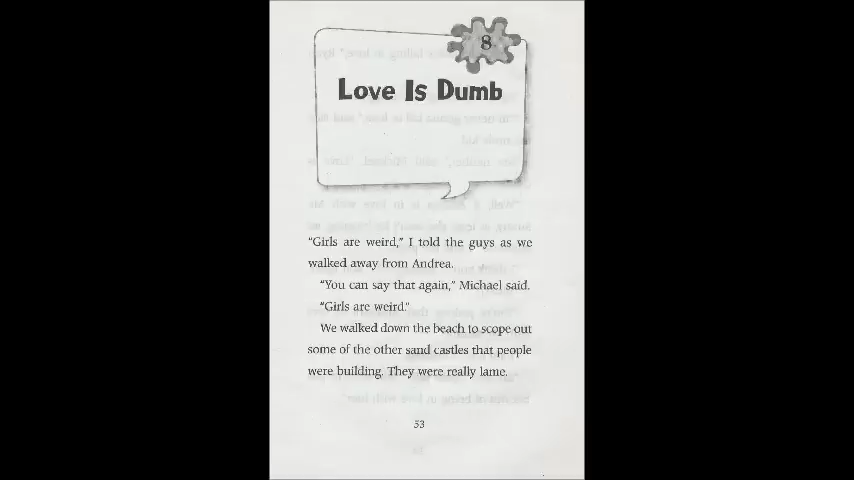 8
Love Is Dumb
“Girls are weird,” I told the guys as we
walked away from Andrea.
“You can say that again,” Michael said.
“Girls are weird.”
We walked down the beach to scope out
some of the other sand castles that people
were building. They were really lame.
53